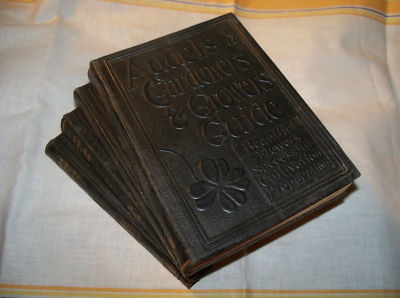 Audels
Gardeners
& Growers
Guide
Beautiful
Flowers
Successful
Cultivation
Propagation